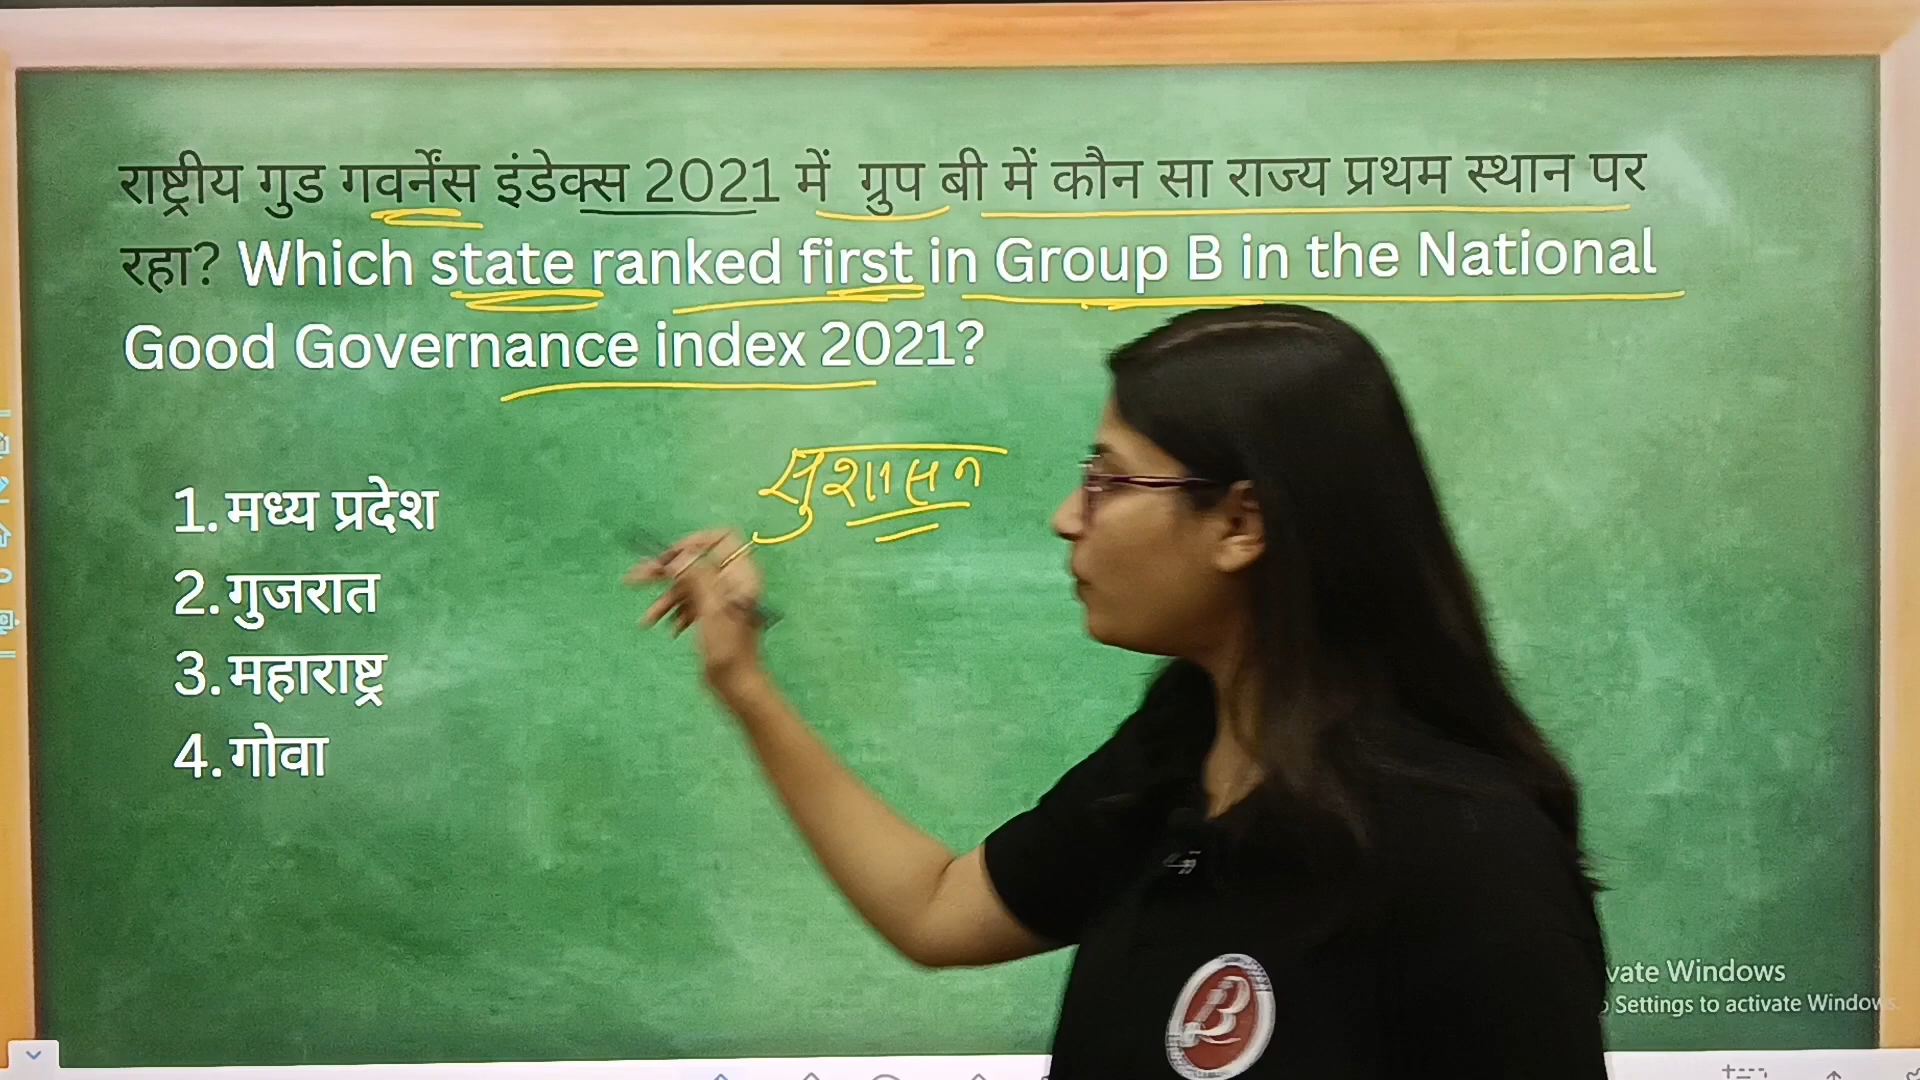 राष्ट्रीय गुड गवर्नेंस इंडेक्स 2021 में ग्रुप बी में कौन सा राज्य प्रथम स्थान पर
रहा? Which state ranked first in Group B in the National
Good Governance index 2021?
सुशासन
1. मध्य प्रदेश
2. गुजरात
3. महाराष्ट्र
4. गोवा
vate Windows
Settings to activate Windows.